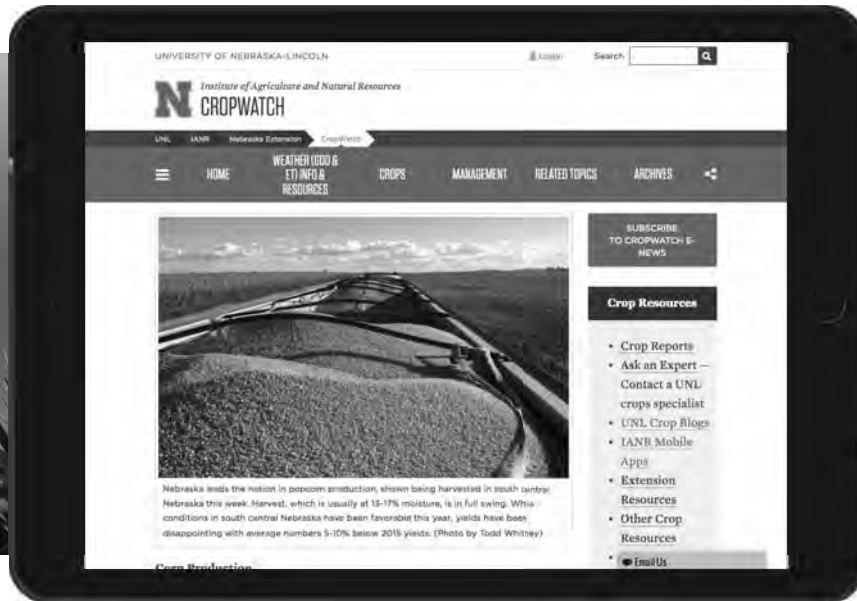 UNIVERSITY OF NEBRASKA–LINCOLN
Login
Search
N
Institute of Agriculture and Natural Resources
CROPWATCH
UNL IANR Nebraska Extension CropWatch
HOME
WEATHER (GDD &
ET) INFO &
RESOURCES
CROPS
MANAGEMENT
RELATED TOPICS
ARCHIVES
SUBSCRIBE
TO CROPWATCH E-
NEWS
Nebraska leads the nation in popcorn production, shown being harvested in south central
Nebraska this week. Harvest, which is usually at 13-17% moisture, is in full swing. While
conditions in south central Nebraska have been favorable this year, yields have been
disappointing with average numbers 5-10% below 2015 yields. (Photo by Todd Whitney)
Crop Resources
• Crop Reports
• Ask an Expert —
Contact a UNL
crops specialist
• UNL Crop Blogs
• IANR Mobile
Apps
• Extension
Resources
• Other Crop
Resources
Email Us
Corn Production